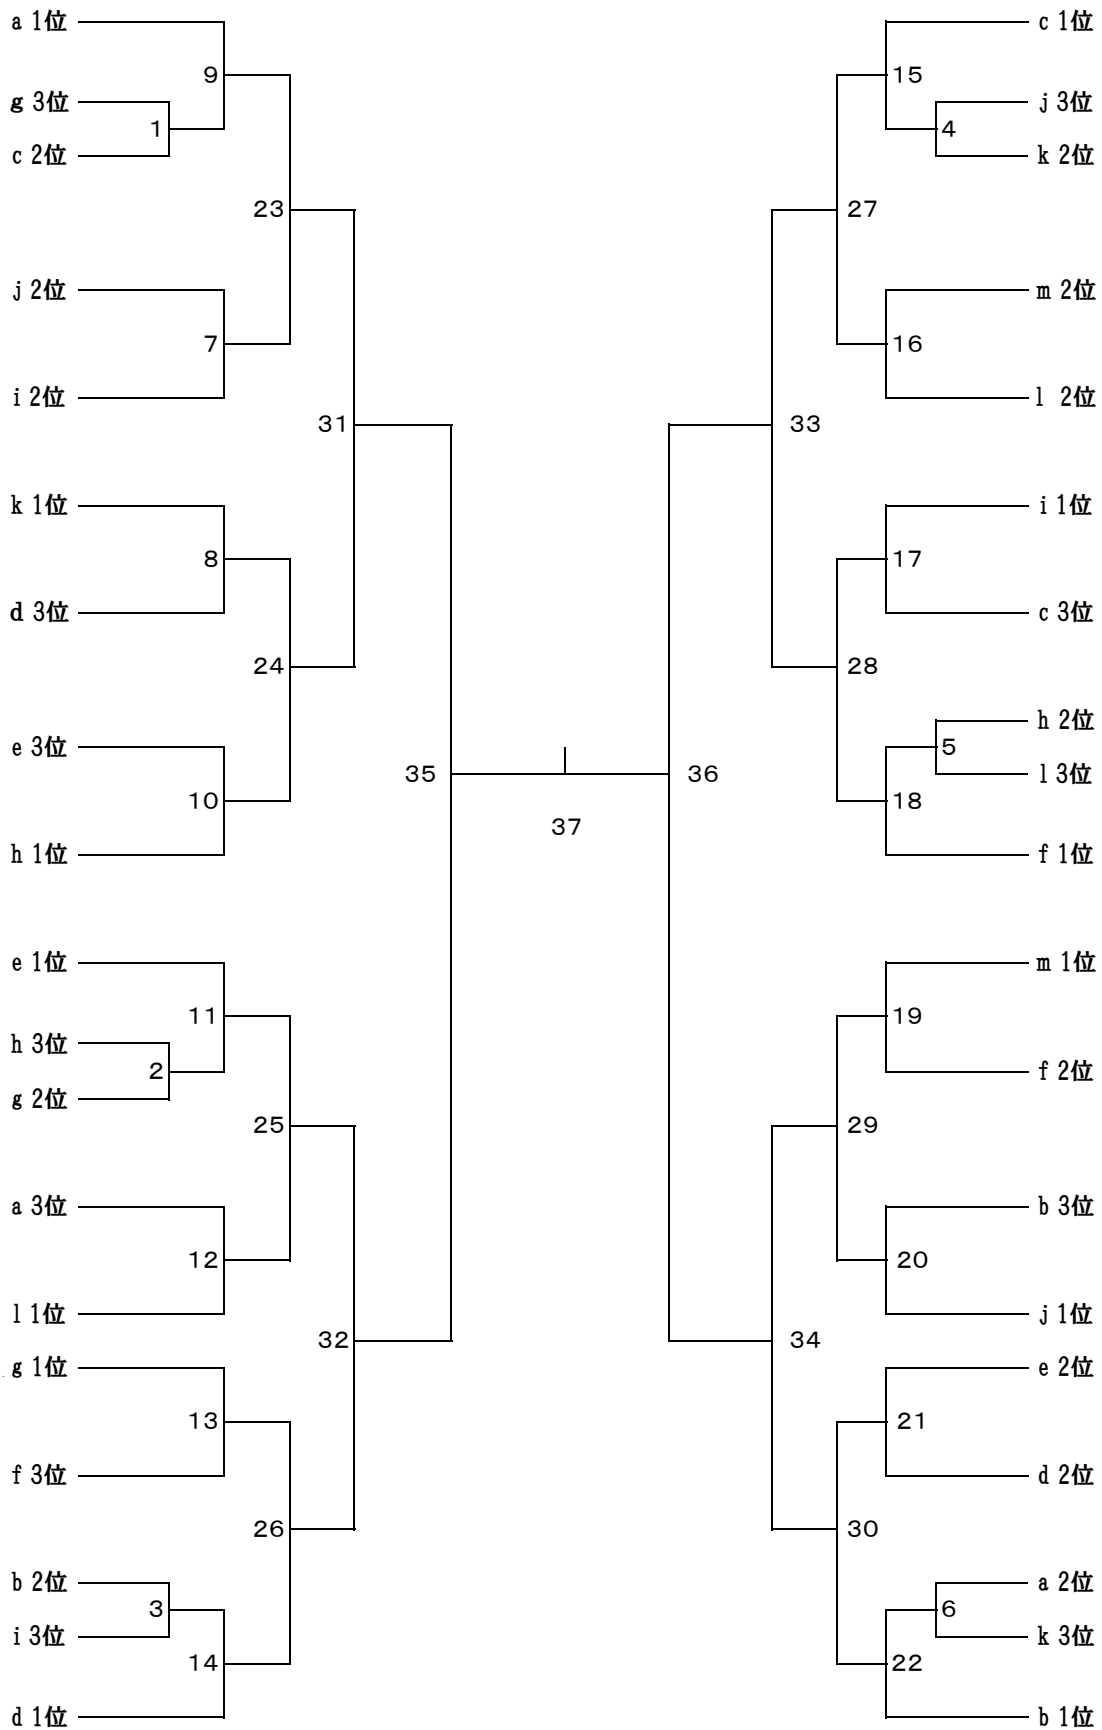 a 1位
c 1位
9
15
g 3位
j 3位
1
4
c 2位
k 2位
23
27
j 2位
m 2位
7
16
i 2位
l 2位
31
33
k 1位
i 1位
8
17
d 3位
c 3位
24
28
h 2位
e 3位
5
35
36
l 3位
10
18
37
h 1位
f 1位
e 1位
m 1位
11
19
h 3位
2
f 2位
g 2位
25
29
a 3位
b 3位
12
20
l 1位
j 1位
32
34
g 1位
e 2位
13
21
f 3位
d 2位
26
30
b 2位
a 2位
3
6
i 3位
k 3位
14
22
d 1位
b 1位